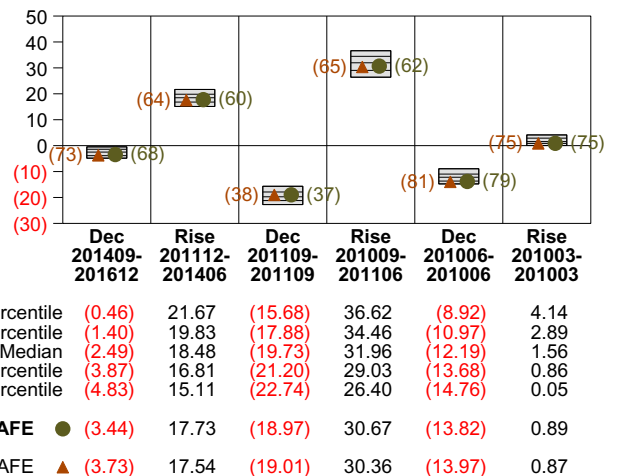 50
40
30 (65) (62)
20 (64) (60)
10
0 (73) (68) (75) (75)
(10) (81) (79)
(20) (38) (37)
(30)
Dec Rise Dec Rise Dec Rise
201409- 201112- 201109- 201009- 201006- 201003-
201612 201406 201109 201106 201006 201003
rcentile (0.46) 21.67 (15.68) 36.62 (8.92) 4.14
rcentile (1.40) 19.83 (17.88) 34.46 (10.97) 2.89
Median (2.49) 18.48 (19.73) 31.96 (12.19) 1.56
rcentile (3.87) 16.81 (21.20) 29.03 (13.68) 0.86
rcentile (4.83) 15.11 (22.74) 26.40 (14.76) 0.05
AFE (3.44) 17.73 (18.97) 30.67 (13.82) 0.89
AFE (3.73) 17.54 (19.01) 30.36 (13.97) 0.87